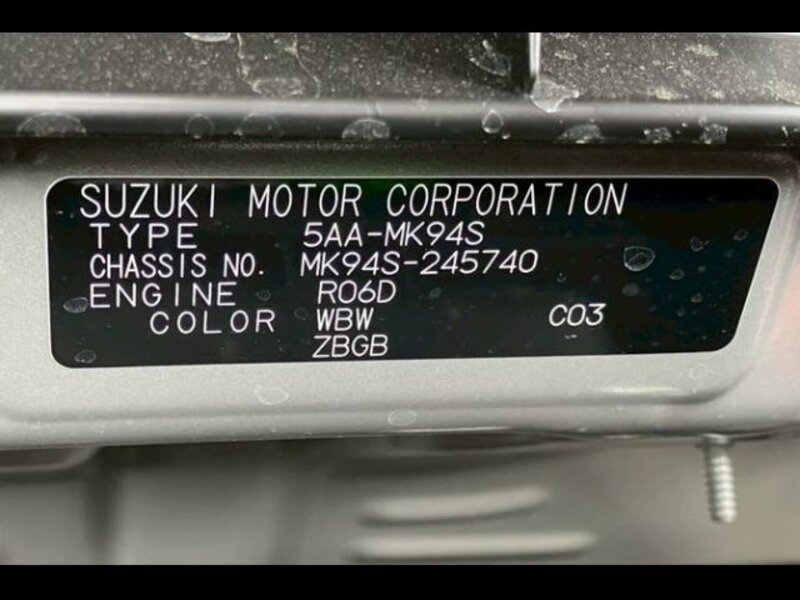 SUZUKI MOTOR CORPORATION
TYPE 5AA-MK94S
CHASSIS NO. MK94S-245740
ENGINE R06D
COLOR WBW C03
ZBGB